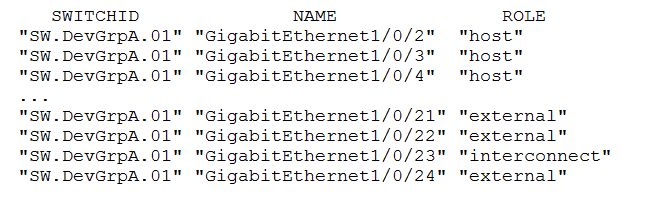 SWITCHID NAME ROLE
"SW.DevGrpA.01" "GigabitEthernet1/0/2" "host"
"SW.DevGrpA.01" "GigabitEthernet1/0/3" "host"
"SW.DevGrpA.01" "GigabitEthernet1/0/4" "host"
...
"SW.DevGrpA.01" "GigabitEthernet1/0/21" "external"
"SW.DevGrpA.01" "GigabitEthernet1/0/22" "external"
"SW.DevGrpA.01" "GigabitEthernet1/0/23" "interconnect"
"SW.DevGrpA.01" "GigabitEthernet1/0/24" "external"